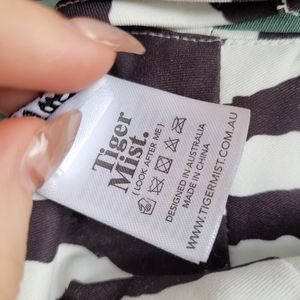 Tiger
Mist.
( LOOK AFTER ME )
DESIGNED IN AUSTRALIA
MADE IN CHINA
WWW.TIGERMIST.COM.AU